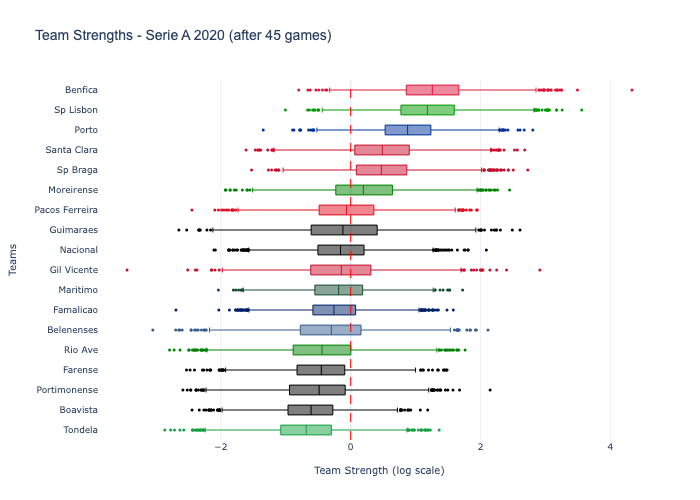 Team Strengths - Serie A 2020 (after 45 games)
Benfica
Sp Lisbon
Porto
Santa Clara
Sp Braga
Moreirense
Pacos Ferreira
Guimaraes
Nacional
Gil Vicente
Maritimo
Famalicao
Belenenses
Rio Ave
Farense
Portimonense
Boavista
Tondela
Teams
−2
0
2
4
Team Strength (log scale)